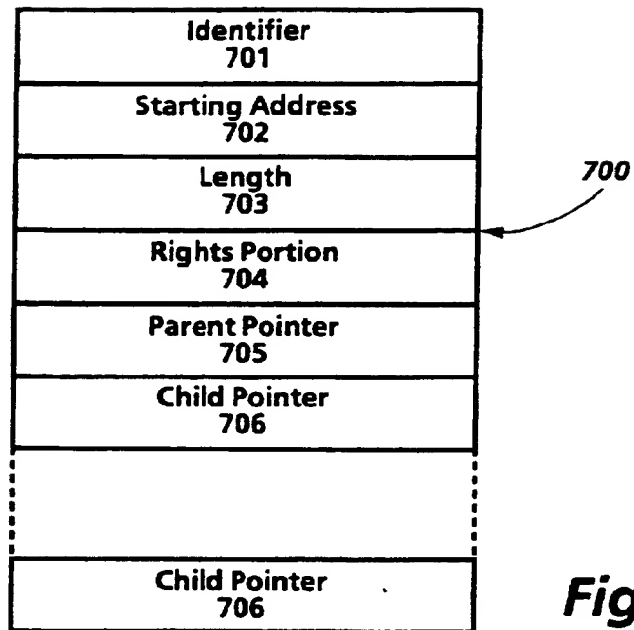 Identifier
701
Starting Address
702
Length
703
700
Rights Portion
704
Parent Pointer
705
Child Pointer
706
Child Pointer
706
Fig